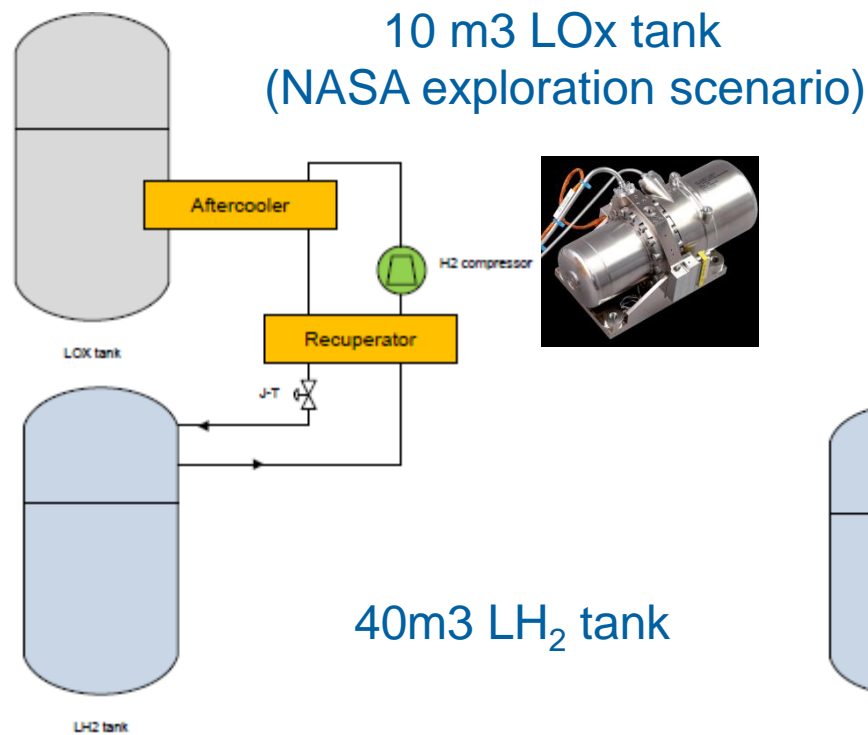 10 m3 LOx tank
(NASA exploration scenario)
Aftercooler
H2 compressor
Recuperator
LOX tank
J-T
40m3 LH₂ tank
LH2 tank